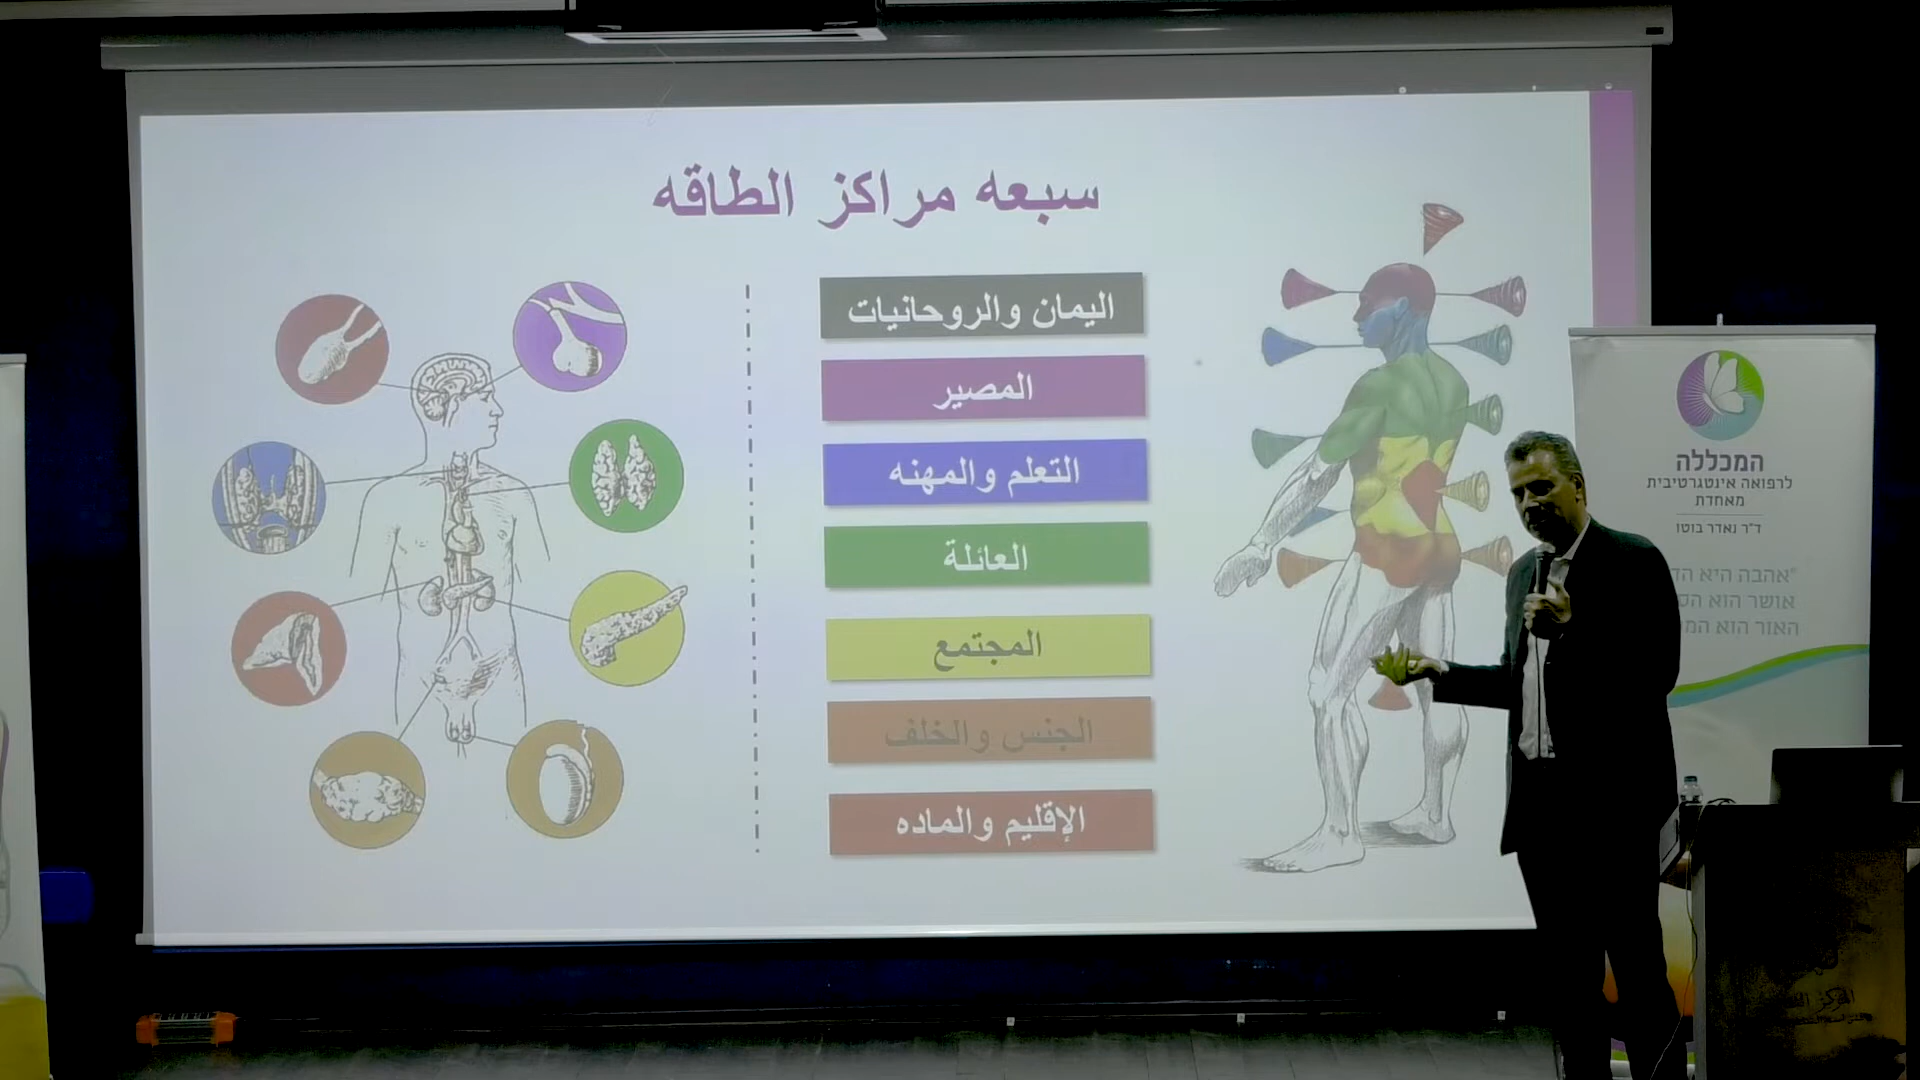 سبعه مراكز الطاقه
اليمان والروحانيات
المصير
التعلم والمهنه
العائلة
المجتمع
الجنس والخلف
الإقليم والماده
המכללה
לרפואה אינטגרטיבית
מאחדת
ד״ר נאדר בוטו
"אהבה היא
אושר הוא
האור הוא
المركز